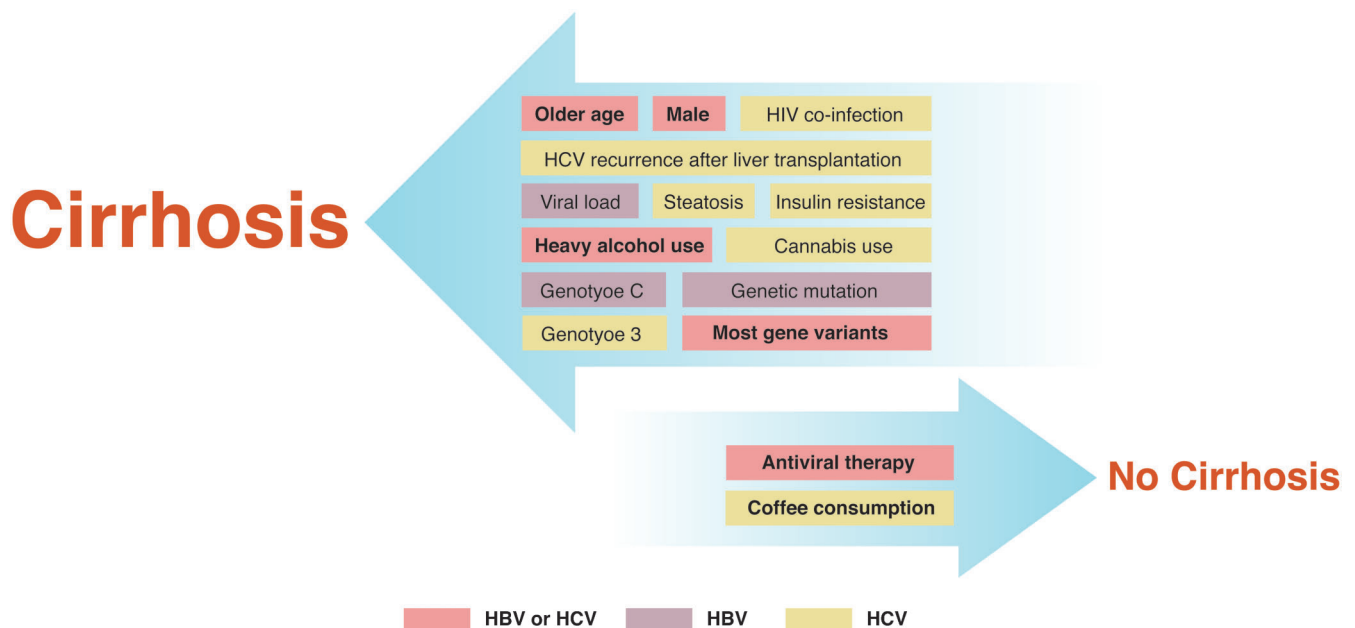 Older age Male HIV co-infection
HCV recurrence after liver transplantation
Cirrhosis
Viral load Steatosis Insulin resistance
Heavy alcohol use Cannabis use
Genotyoe C Genetic mutation
Genotyoe 3 Most gene variants
Antiviral therapy
No Cirrhosis
Coffee consumption
HBV or HCV HBV HCV